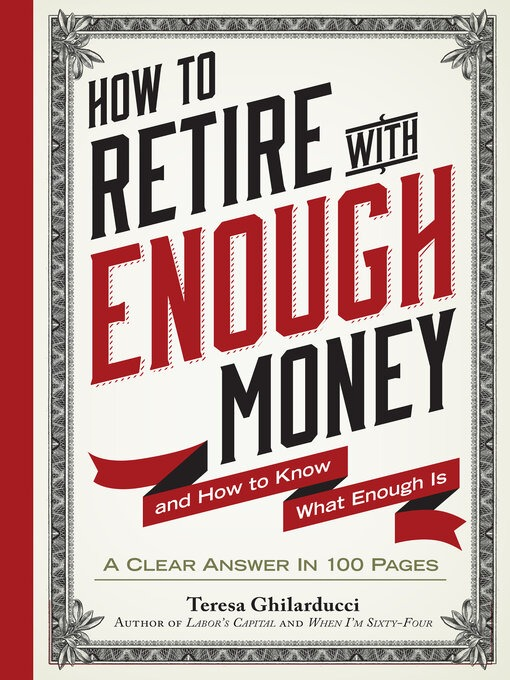 HOW TO
RETIRE WITH
ENOUGH
MONEY
and How to Know
What Enough Is
A CLEAR ANSWER IN 100 PAGES
Teresa Ghilarducci
AUTHOR OF LABOR'S CAPITAL AND WHEN I'M SIXTY-FOUR